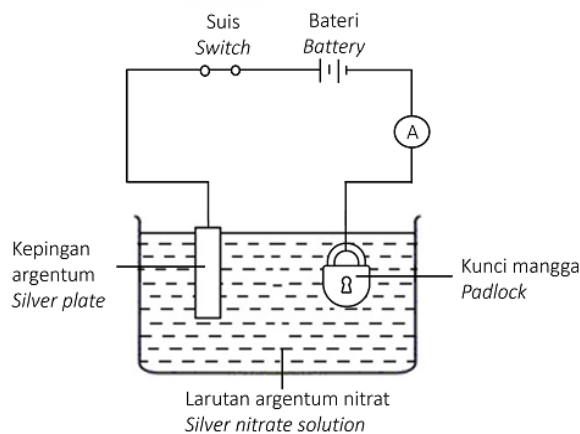 Suis
Switch
Bateri
Battery
A
Kepingan
argentum
Silver plate
Kunci mangga
Padlock
Larutan argentum nitrat
Silver nitrate solution